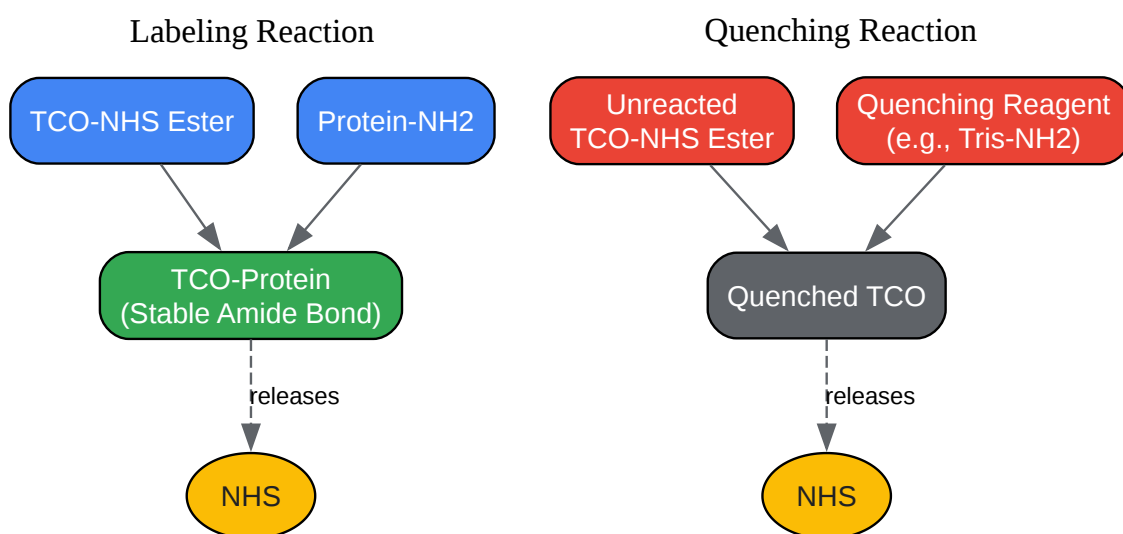 Labeling Reaction
TCO-NHS Ester
Protein-NH2
TCO-Protein
(Stable Amide Bond)
releases
NHS
Quenching Reaction
Unreacted
TCO-NHS Ester
Quenching Reagent
(e.g., Tris-NH2)
Quenched TCO
releases
NHS